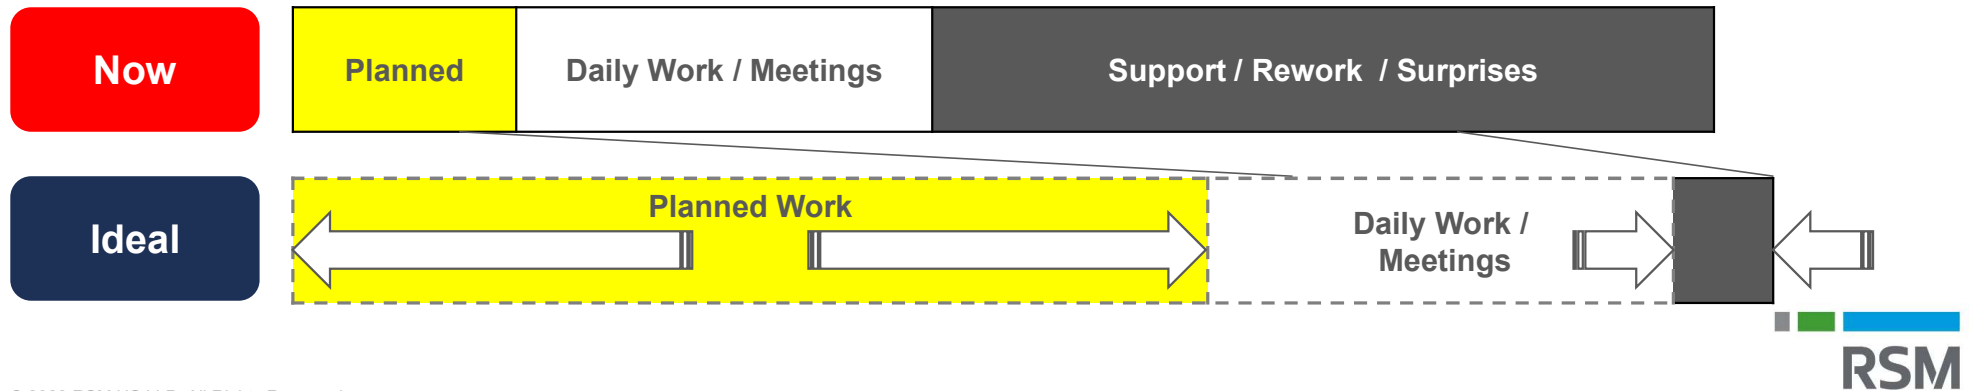 Now
Planned
Daily Work / Meetings
Support / Rework / Surprises
Ideal
Planned Work
Daily Work /
Meetings
RSM